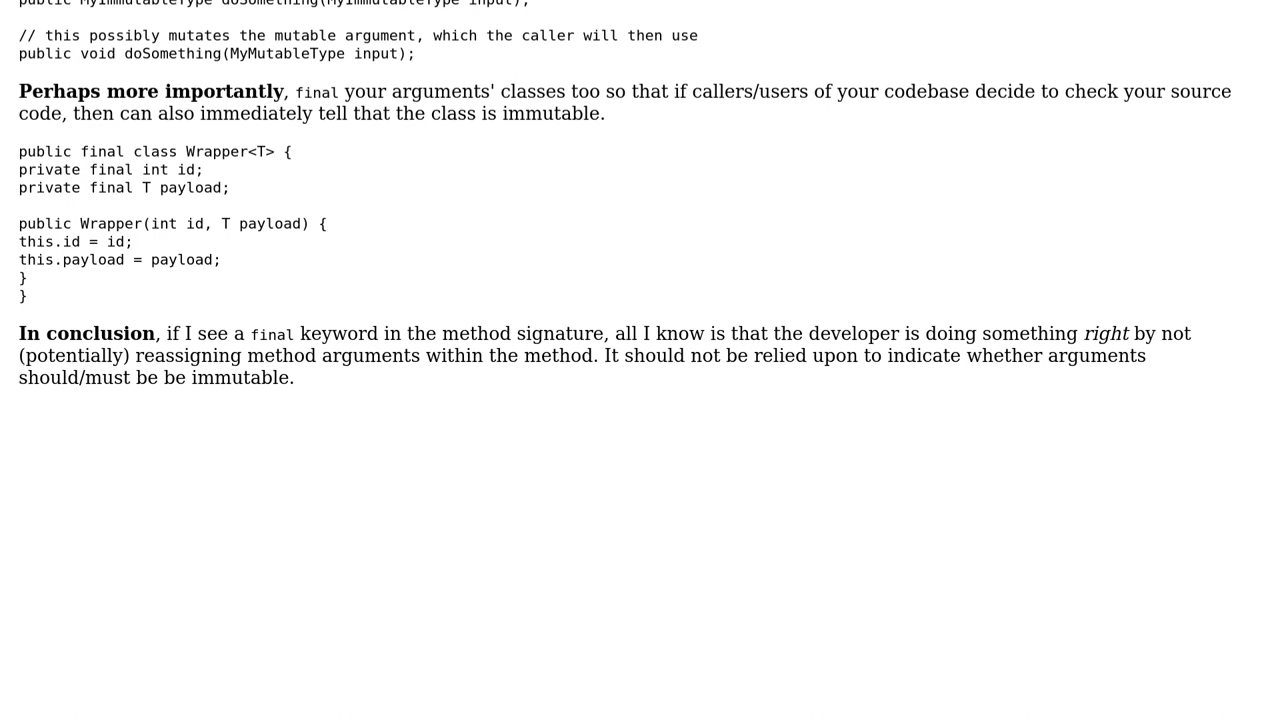 public MyImmutableType doSomething(MyImmutableType input);
// this possibly mutates the mutable argument, which the caller will then use
public void doSomething(MyMutableType input);
Perhaps more importantly, final your arguments' classes too so that if callers/users of your codebase decide to check your source
code, then can also immediately tell that the class is immutable.
public final class Wrapper<T> {
private final int id;
private final T payload;
public Wrapper(int id, T payload) {
this.id = id;
this.payload = payload;
}
}
In conclusion, if I see a final keyword in the method signature, all I know is that the developer is doing something right by not
(potentially) reassigning method arguments within the method. It should not be relied upon to indicate whether arguments
should/must be be immutable.